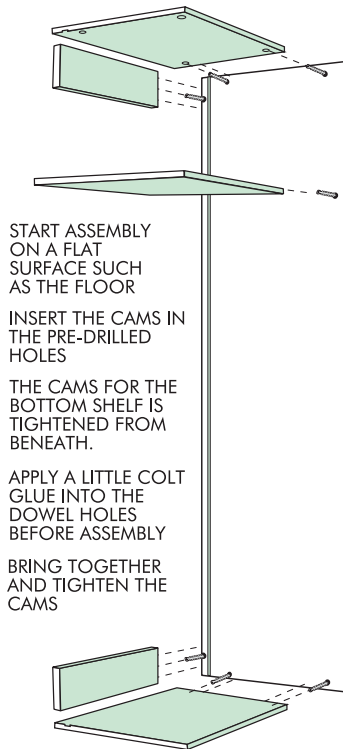 START ASSEMBLY
ON A FLAT
SURFACE SUCH
AS THE FLOOR
INSERT THE CAMS IN
THE PRE-DRILLED
HOLES
THE CAMS FOR THE
BOTTOM SHELF IS
TIGHTENED FROM
BENEATH.
APPLY A LITTLE COLT
GLUE INTO THE
DOWEL HOLES
BEFORE ASSEMBLY
BRING TOGETHER
AND TIGHTEN THE
CAMS